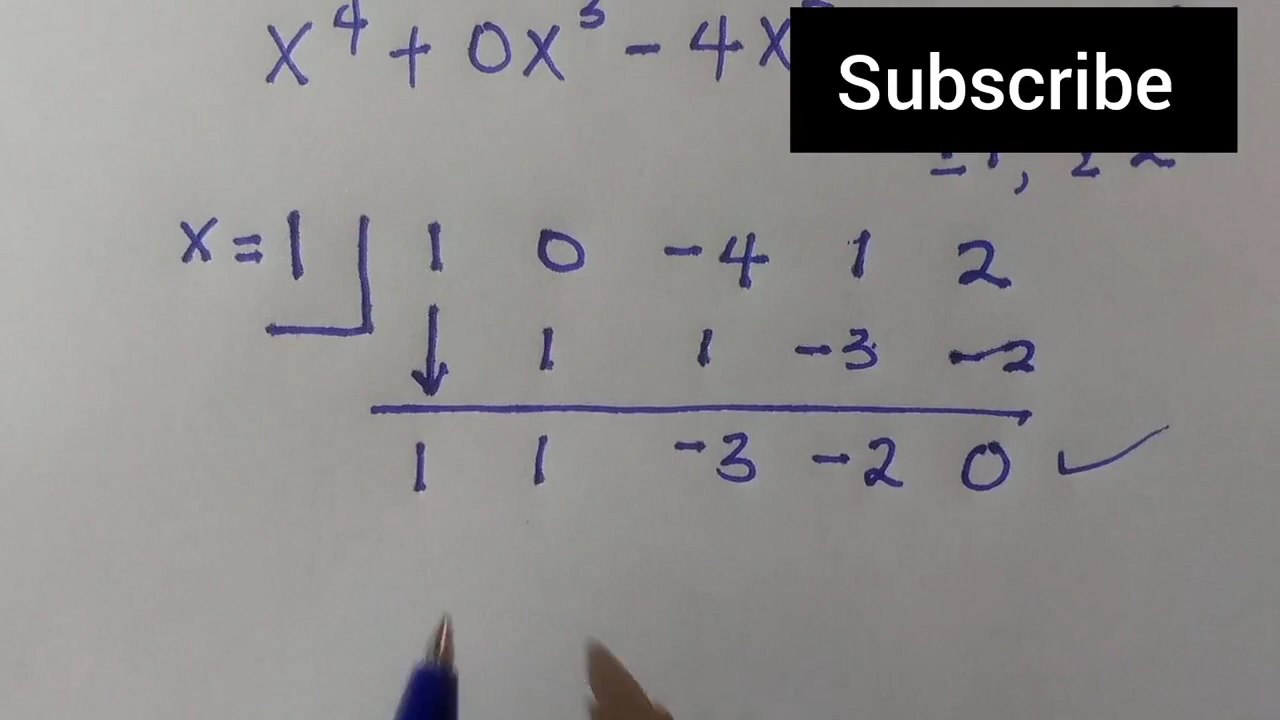 x⁴ + 0x³ - 4x
Subscribe
x = 1 1 0 -4 1 2
1 1 -3 -2
1 1 -3 -2 0 ✓